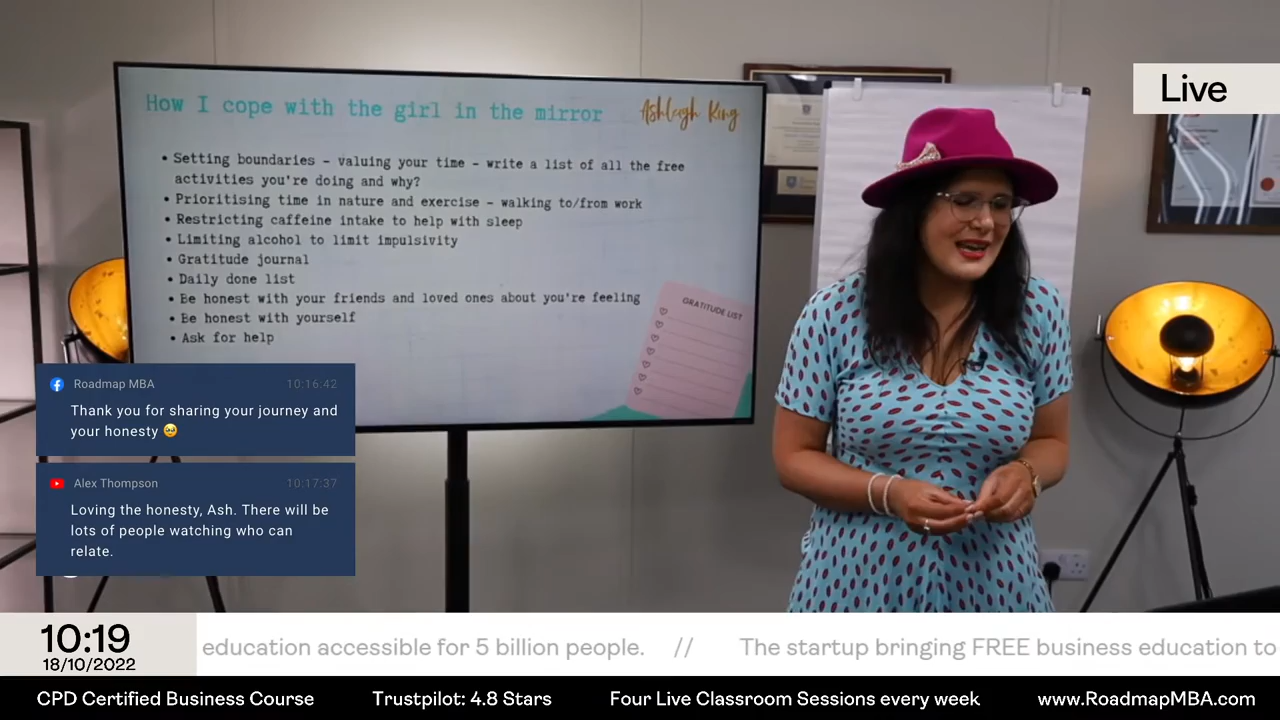 How I cope with the girl in the mirror
Ashleigh King
• Setting boundaries – valuing your time – write a list of all the free
activities you're doing and why?
• Prioritising time in nature and exercise – walking to/from work
• Restricting caffeine intake to help with sleep
• Limiting alcohol to limit impulsivity
• Gratitude journal
• Daily done list
• Be honest with your friends and loved ones about you're feeling
• Be honest with yourself
• Ask for help
GRATITUDE LIST
Live
Roadmap MBA 10:16:42
Thank you for sharing your journey and
your honesty 🥹
Alex Thompson 10:17:37
Loving the honesty, Ash. There will be
lots of people watching who can
relate.
10:19
18/10/2022
education accessible for 5 billion people. // The startup bringing FREE business education to
CPD Certified Business Course Trustpilot: 4.8 Stars Four Live Classroom Sessions every week www.RoadmapMBA.com